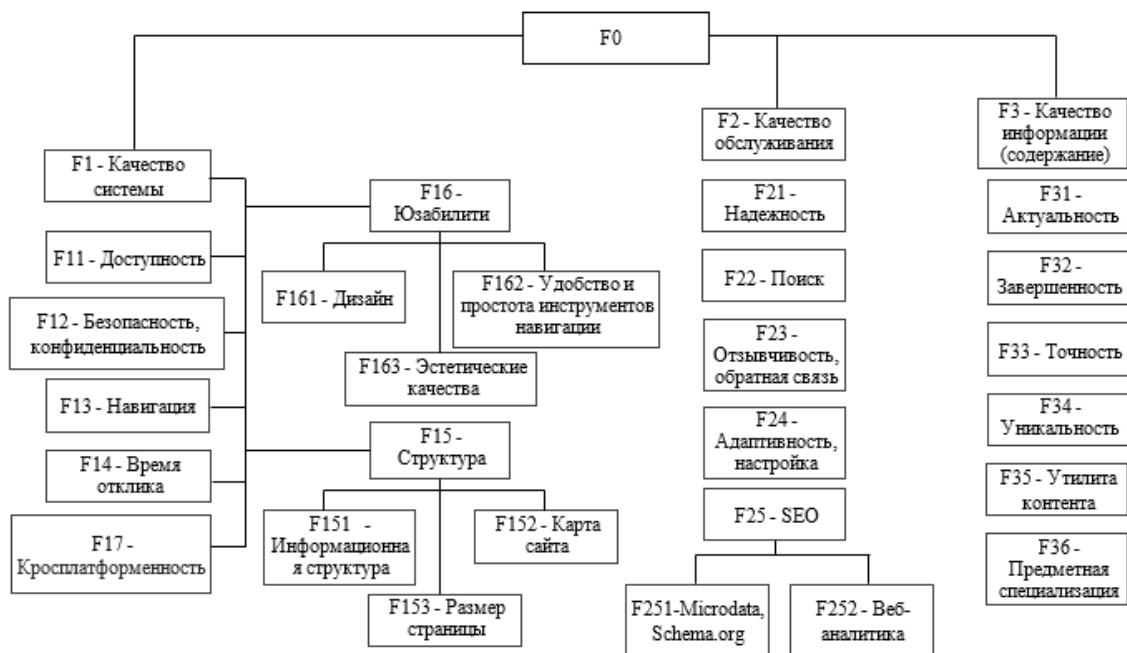 F0
F1 - Качество
системы
F11 - Доступность
F12 - Безопасность,
конфиденциальность
F13 - Навигация
F14 - Время
отклика
F17 -
Кросплатформенность
F16 -
Юзабилити
F161 - Дизайн
F162 - Удобство и
простота инструментов
навигации
F163 - Эстетические
качества
F15 -
Структура
F151 -
Информационна
я структура
F152 - Карта
сайта
F153 - Размер
страницы
F2 - Качество
обслуживания
F21 -
Надежность
F22 - Поиск
F23 -
Отзывчивость,
обратная связь
F24 -
Адаптивность,
настройка
F25 - SEO
F251-Microdata,
Schema.org
F252 - Веб-
аналитика
F3 - Качество
информации
(содержание)
F31 -
Актуальность
F32 -
Завершенность
F33 - Точность
F34 -
Уникальность
F35 - Утилита
контента
F36 -
Предметная
специализация